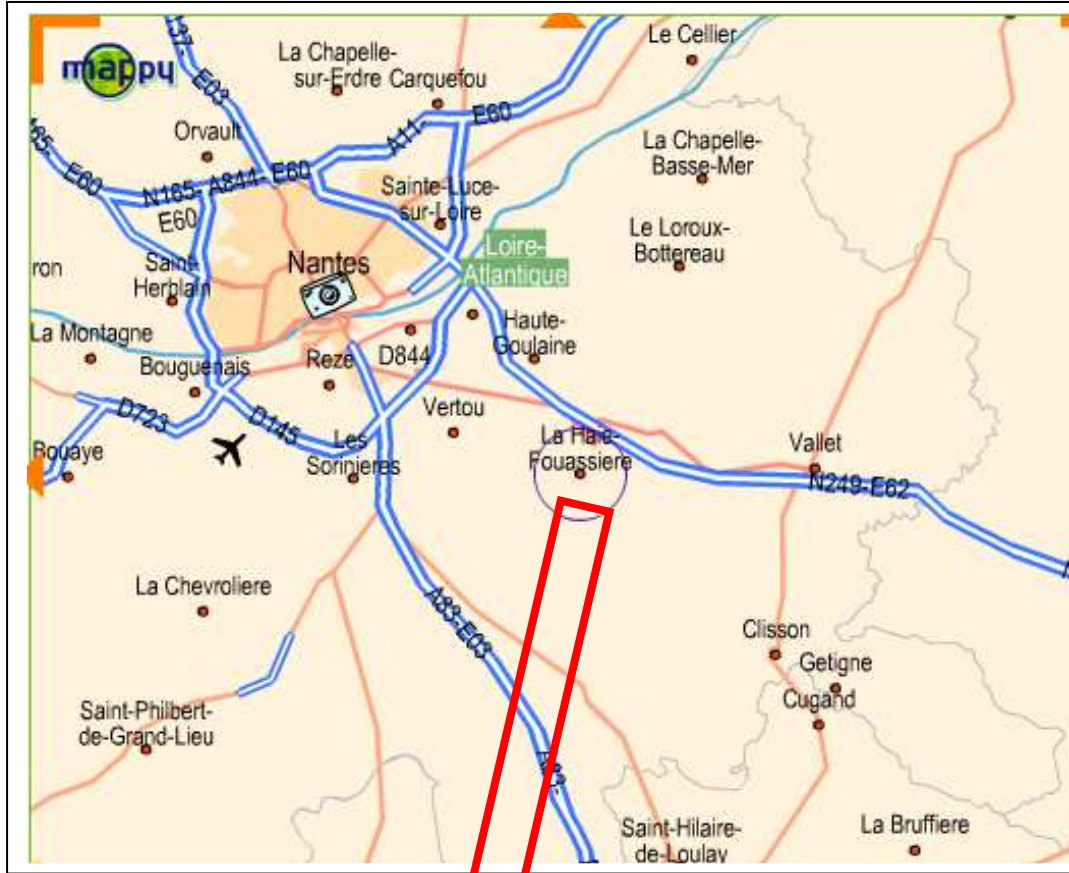 mappy
137-
E03
La Chapelle-
sur-Erdre
Carquefou
Le Cellier
A11-
E60
Orvault
E60
N165-
A844-
E60
E60
La Chapelle-
Basse-Mer
Sainte-Luce-
sur-Loire
Le Loroux-
Bottereau
Loire-
Atlantique
ron
Saint-
Herblain
Nantes
La Montagne
Bouguenais
Reze
D844
Haute-
Goulaine
D723
D145
Vertou
Bouaye
Les
Sorinieres
La Haie-
Fouassiere
Vallet
N249-E62
La Chevroliere
A83-E03
Clisson
Getigne
Cugand
Saint-Philbert-
de-Grand-Lieu
A83-
Saint-Hilaire-
de-Loulay
La Bruffiere